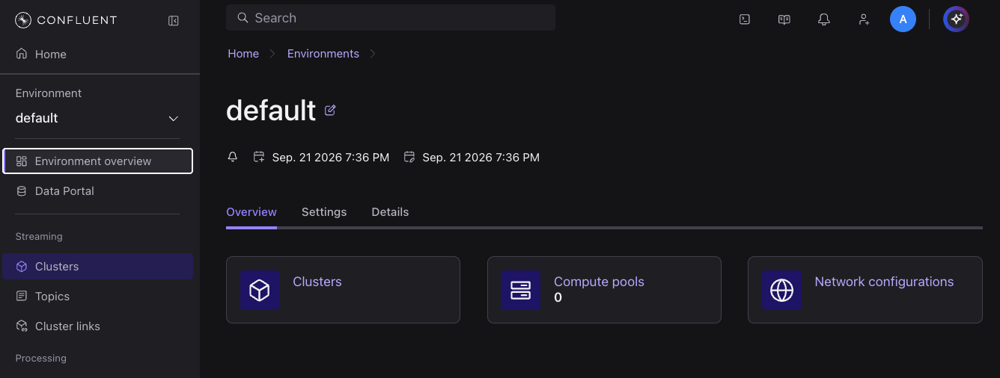 CONFLUENT
Home
Environment
default
Environment overview
Data Portal
Streaming
Clusters
Topics
Cluster links
Processing
Search
A
Home Environments
default
Sep. 21 2026 7:36 PM Sep. 21 2026 7:36 PM
Overview Settings Details
Clusters
Compute pools
0
Network configurations